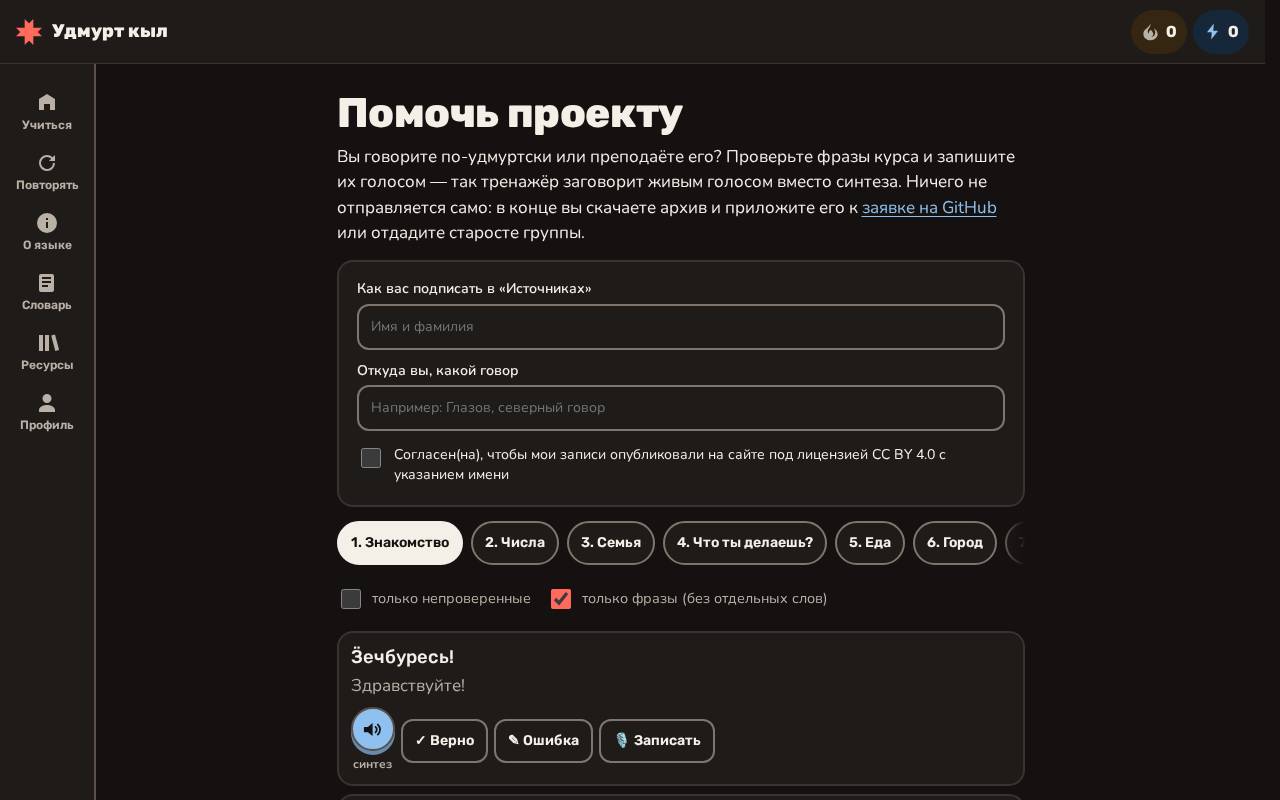 Удмурт кыл
0
0
Учиться
Повторять
О языке
Словарь
Ресурсы
Профиль
Помочь проекту
Вы говорите по-удмуртски или преподаёте его? Проверьте фразы курса и запишите
их голосом — так тренажёр заговорит живым голосом вместо синтеза. Ничего не
отправляется само: в конце вы скачаете архив и приложите его к заявке на GitHub
или отдадите старосте группы.
Как вас подписать в «Источниках»
Имя и фамилия
Откуда вы, какой говор
Например: Глазов, северный говор
Согласен(на), чтобы мои записи опубликовали на сайте под лицензией CC BY 4.0 с
указанием имени
1. Знакомство
2. Числа
3. Семья
4. Что ты делаешь?
5. Еда
6. Город
только непроверенные
только фразы (без отдельных слов)
Ӟечбуресь!
Здравствуйте!
✓ Верно
✎ Ошибка
🎙️ Записать
синтез